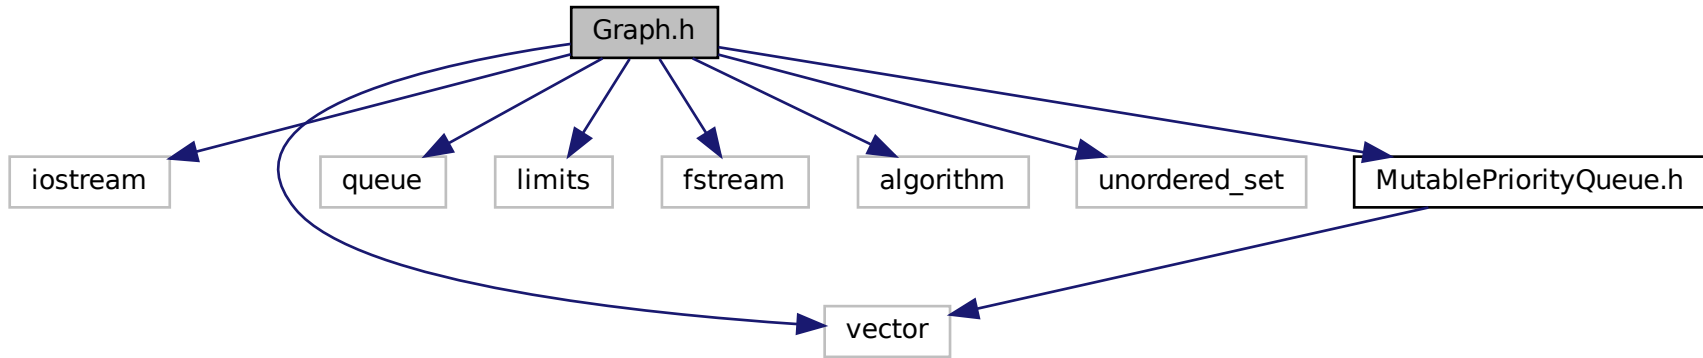 Graph.h
iostream
queue
limits
fstream
algorithm
unordered_set
MutablePriorityQueue.h
vector